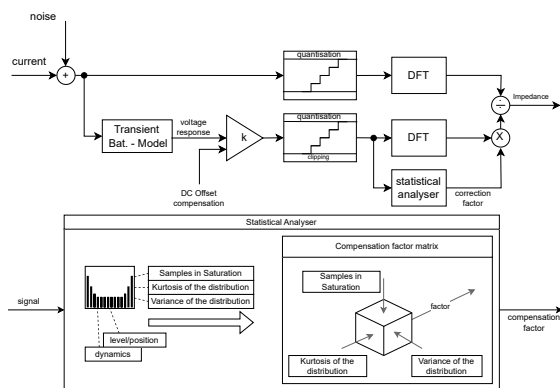 noise
current
+
quantisation
DFT
÷
Impedance
Transient
Bat. - Model
voltage
response
k
quantisation
clipping
DFT
X
DC Offset
compensation
statistical
analyser
correction
factor
Statistical Analyser
signal
Samples in Saturation
Kurtosis of the distribution
Variance of the distribution
level/position
dynamics
Compensation factor matrix
Samples in
Saturation
factor
Kurtosis of the
distribution
Variance of the
distribution
compensation
factor